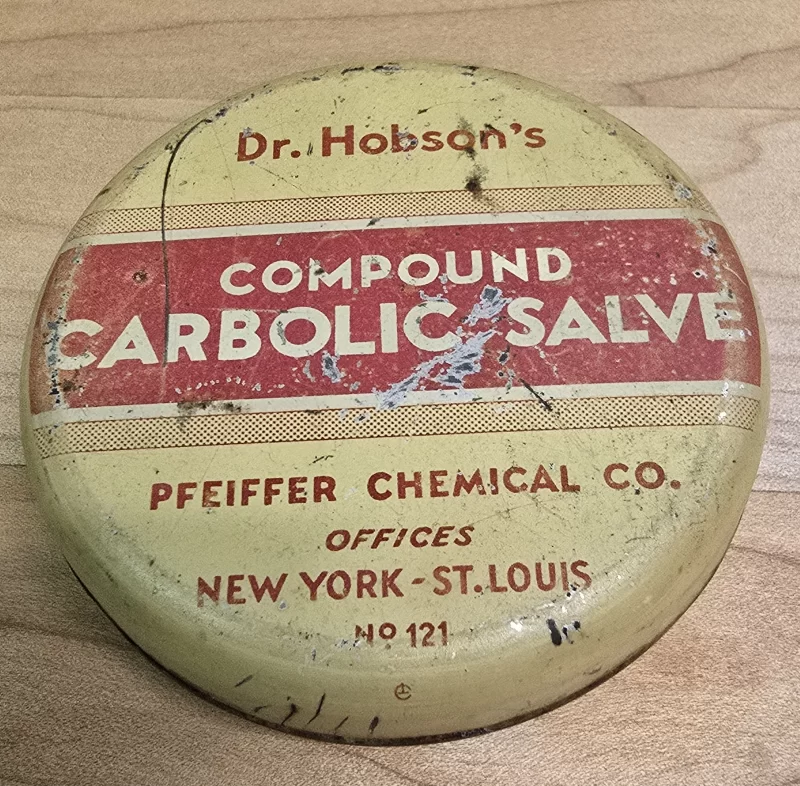 Dr. Hobson's
COMPOUND
CARBOLIC SALVE
PFEIFFER CHEMICAL CO.
OFFICES
NEW YORK - ST. LOUIS
Nº 121